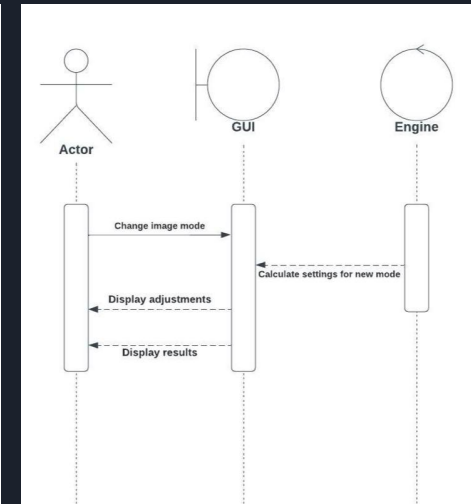 GUI
Engine
Actor
Change image mode
Calculate settings for new mode
Display adjustments
Display results